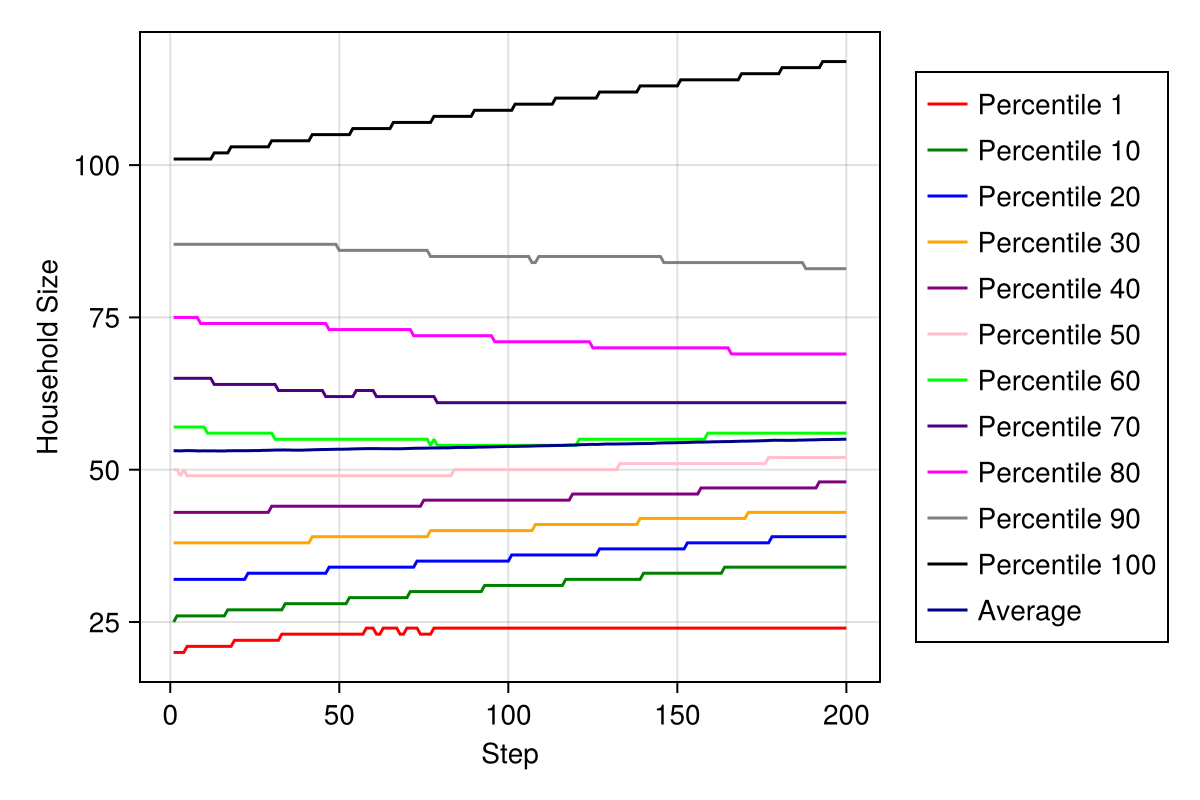 100
75
50
25
Household Size
0 50 100 150 200
Step
Percentile 1
Percentile 10
Percentile 20
Percentile 30
Percentile 40
Percentile 50
Percentile 60
Percentile 70
Percentile 80
Percentile 90
Percentile 100
Average